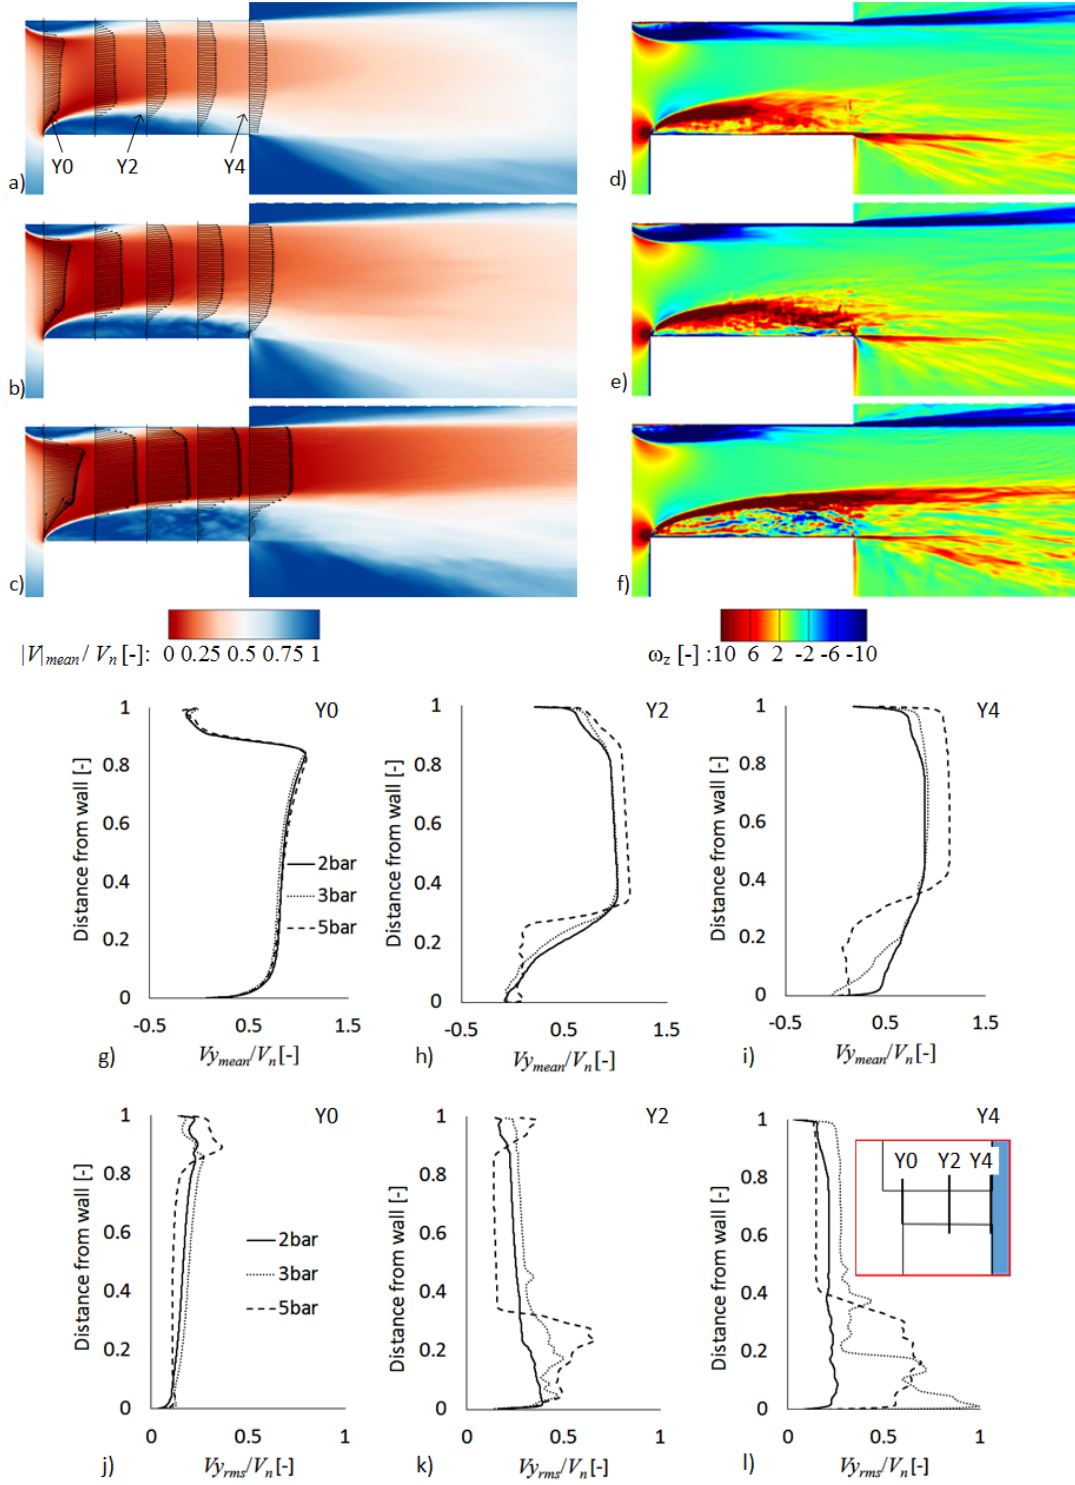 Y0 Y2 Y4
a)
d)
b)
e)
c)
f)
|V|mean / Vn [-]: 0 0.25 0.5 0.75 1
ωz [-] :10 6 2 -2 -6 -10
Y0
1
0.8
0.6
0.4
0.2
0
Distance from wall [-]
2bar
3bar
5bar
-0.5 0.5 1.5
g) Vymean/Vn[-]
Y2
1
0.8
0.6
0.4
0.2
0
Distance from wall [-]
-0.5 0.5 1.5
h) Vymean/Vn[-]
Y4
1
0.8
0.6
0.4
0.2
0
Distance from wall [-]
-0.5 0.5 1.5
i) Vymean/Vn[-]
Y0
1
0.8
0.6
0.4
0.2
0
Distance from wall [-]
2bar
3bar
5bar
0 0.5 1
j) Vyrms/Vn[-]
Y2
1
0.8
0.6
0.4
0.2
0
Distance from wall [-]
0 0.5 1
k) Vyrms/Vn[-]
Y4
1
0.8
0.6
0.4
0.2
0
Distance from wall [-]
Y0 Y2 Y4
0 0.5 1
l) Vyrms/Vn[-]